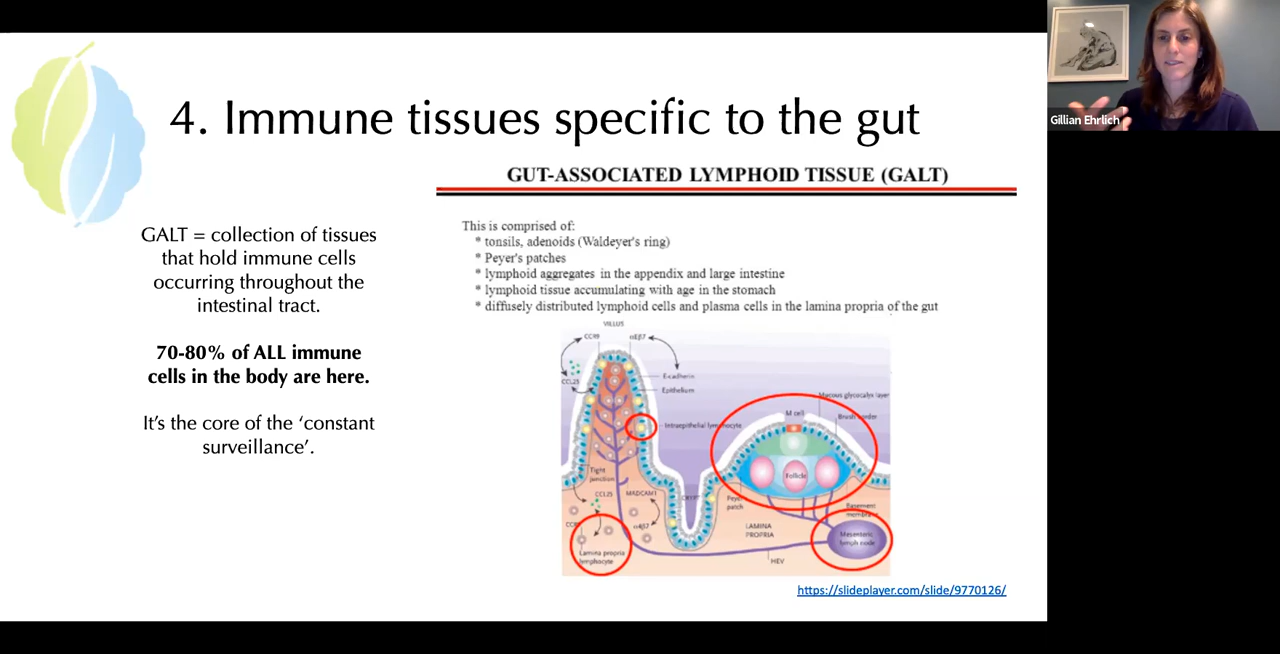 4. Immune tissues specific to the gut
Gillian Ehrlich
GUT-ASSOCIATED LYMPHOID TISSUE (GALT)
GALT = collection of tissues
that hold immune cells
occurring throughout the
intestinal tract.
70-80% of ALL immune
cells in the body are here.
It's the core of the 'constant
surveillance'.
This is comprised of:
* tonsils, adenoids (Waldeyer's ring)
* Peyer's patches
* lymphoid aggregates in the appendix and large intestine
* lymphoid tissue accumulating with age in the stomach
* diffusely distributed lymphoid cells and plasma cells in the lamina propria of the gut
VILLUS
CCR9
αEβ7
CCL25
E-cadherin
Epithelium
Intraepithelial lymphocyte
Mucous glycocalyx layer
M cell
Brush border
Follicle
Tight
junction
CCL25
MADCAM1
CRYPT
Peyer
patch
Basement
membrane
α4β7
LAMINA
PROPRIA
Mesenteric
lymph node
Lamina propria
lymphocyte
HEV
https://slideplayer.com/slide/9770126/